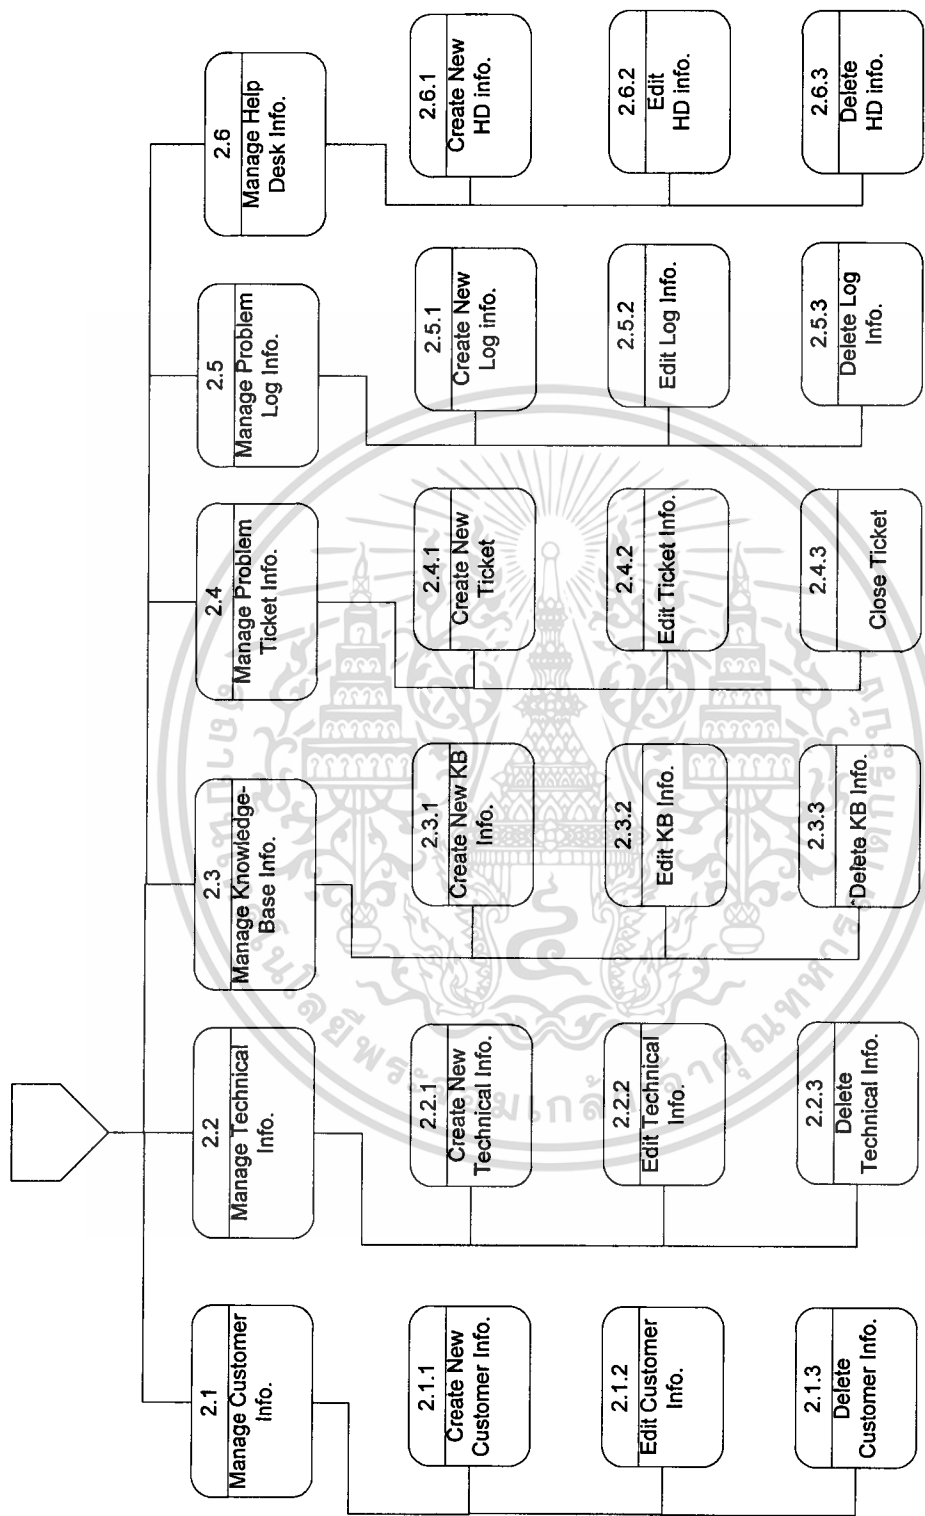 2.1
Manage Customer
Info.
2.1.1
Create New
Customer Info.
2.1.2
Edit Customer
Info.
2.1.3
Delete
Customer Info.
2.2
Manage Technical
Info.
2.2.1
Create New
Technical Info.
2.2.2
Edit Technical
Info.
2.2.3
Delete
Technical Info.
2.3
Manage Knowledge-
Base Info.
2.3.1
Create New KB
Info.
2.3.2
Edit KB Info.
2.3.3
Delete KB Info.
2.4
Manage Problem
Ticket Info.
2.4.1
Create New
Ticket
2.4.2
Edit Ticket Info.
2.4.3
Close Ticket
2.5
Manage Problem
Log Info.
2.5.1
Create New
Log info.
2.5.2
Edit Log Info.
2.5.3
Delete Log
Info.
2.6
Manage Help
Desk Info.
2.6.1
Create New
HD info.
2.6.2
Edit
HD info.
2.6.3
Delete
HD info.